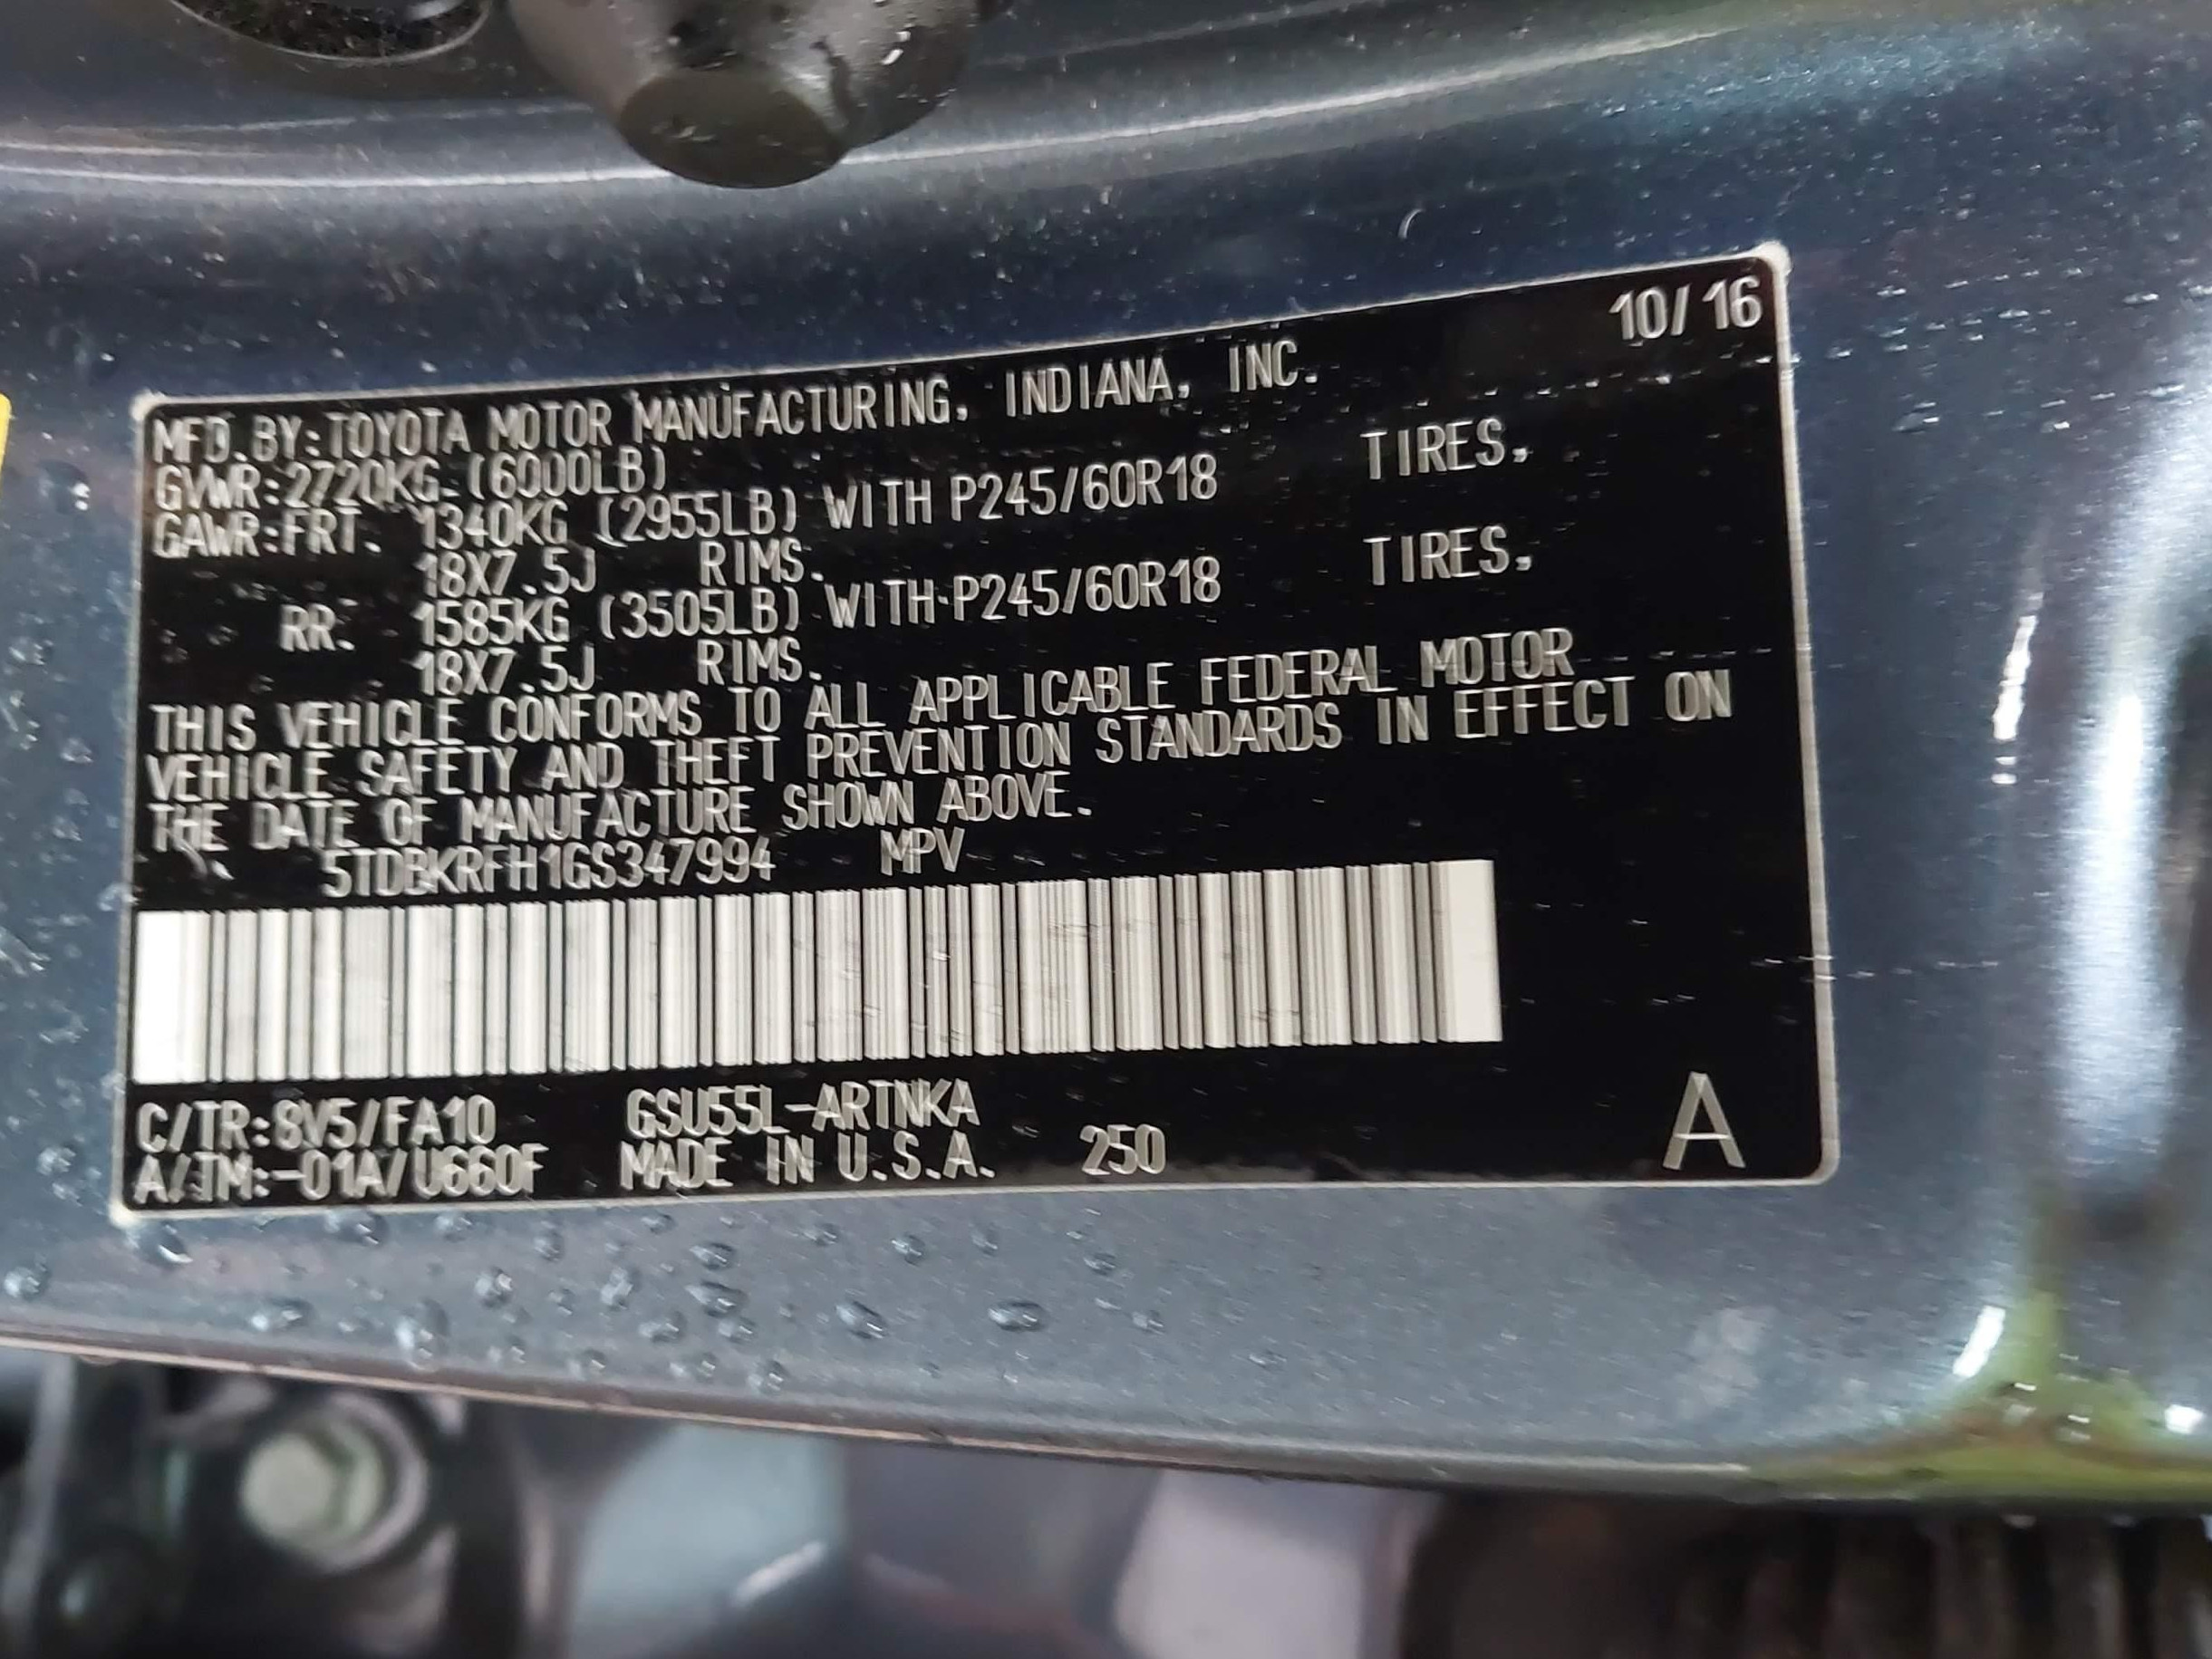 10/16
MFD.BY:TOYOTA MOTOR MANUFACTURING, INDIANA, INC.
GVWR:2720KG (6000LB)
GAWR:FRT. 1340KG (2955LB) WITH P245/60R18 TIRES,
18X7.5J RIMS.
RR. 1585KG (3505LB) WITH P245/60R18 TIRES,
18X7.5J RIMS.
THIS VEHICLE CONFORMS TO ALL APPLICABLE FEDERAL MOTOR
VEHICLE SAFETY AND THEFT PREVENTION STANDARDS IN EFFECT ON
THE DATE OF MANUFACTURE SHOWN ABOVE.
5TDBKRFH1GS347994 MPV
C/TR:8V5/FA10 GSU55L-ARTNKA
A/TM:-01A/U660F MADE IN U.S.A. 250 A